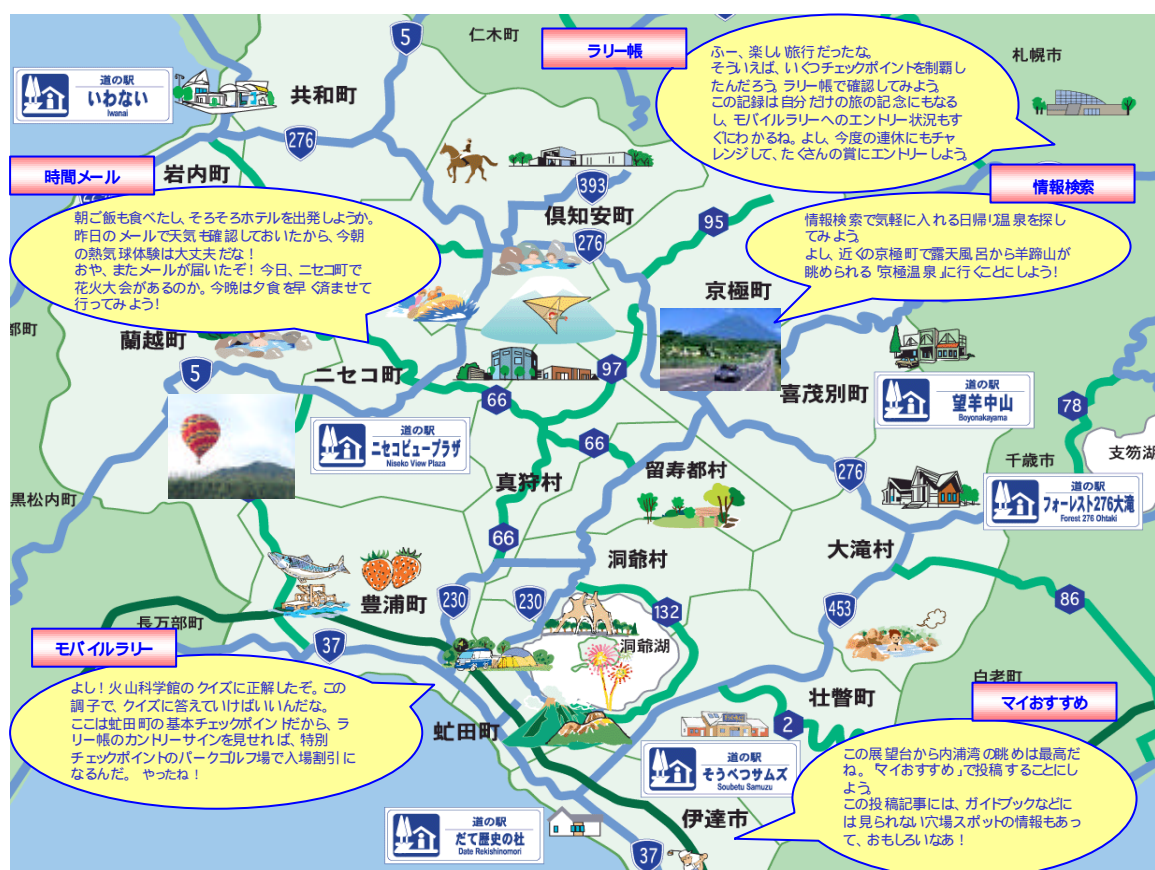 5
仁木町
ラリー帳
ふー、楽しい旅行だったな。
そういえば、いくつチェックポイントを制覇し
たんだろう。ラリー帳で確認してみよう。
この記録は自分だけの旅の記念にもなる
し、モバイルラリーへのエントリー状況もす
ぐにわかるね。よし、今度の連休にもチャ
レンジして、たくさんの賞にエントリーしよう。
札幌市
道の駅
いわない
Iwanai
共和町
276
393
時間メール
岩内町
朝ご飯も食べたし、そろそろホテルを出発しようか。
昨日のメールで天気も確認しておいたから、今朝
の熱気球体験は大丈夫だな!
おや、またメールが届いたぞ!今日、ニセコ町で
花火大会があるのか。今晩は夕食を早く済ませて
行ってみよう!
倶知安町
276
95
情報検索
情報検索で気軽に入れる日帰り温泉を探し
てみよう。
よし、近くの京極町で露天風呂から羊蹄山が
眺められる「京極温泉」に行くことにしよう!
京極町
部町
蘭越町
5
ニセコ町
66
97
喜茂別町
道の駅
望羊中山
Boyonakayama
78
支笏湖
千歳市
道の駅
ニセコビュープラザ
Niseko View Plaza
66
真狩村
留寿都村
276
道の駅
フォーレスト276大滝
Forest 276 Ohtaki
黒松内町
66
洞爺村
大滝村
豊浦町
230
230
132
453
86
長万部町
37
洞爺湖
白老町
モバイルラリー
よし!火山科学館のクイズに正解したぞ。この
調子で、クイズに答えていけばいいんだな。
ここは虻田町の基本チェックポイントだから、ラ
リー帳のカントリーサインを見せれば、特別
チェックポイントのパークゴルフ場で入場割引に
なるんだ。 やったね!
虻田町
壮瞥町
2
道の駅
そうべつサムズ
Soubetu Samuzu
マイおすすめ
この展望台から内浦湾の眺めは最高だ
ね。「マイおすすめ」で投稿することにし
よう。
この投稿記事には、ガイドブックなどに
は見られない穴場スポットの情報もあっ
て、おもしろいなあ!
道の駅
だて歴史の杜
Date Rekishinomori
伊達市
37